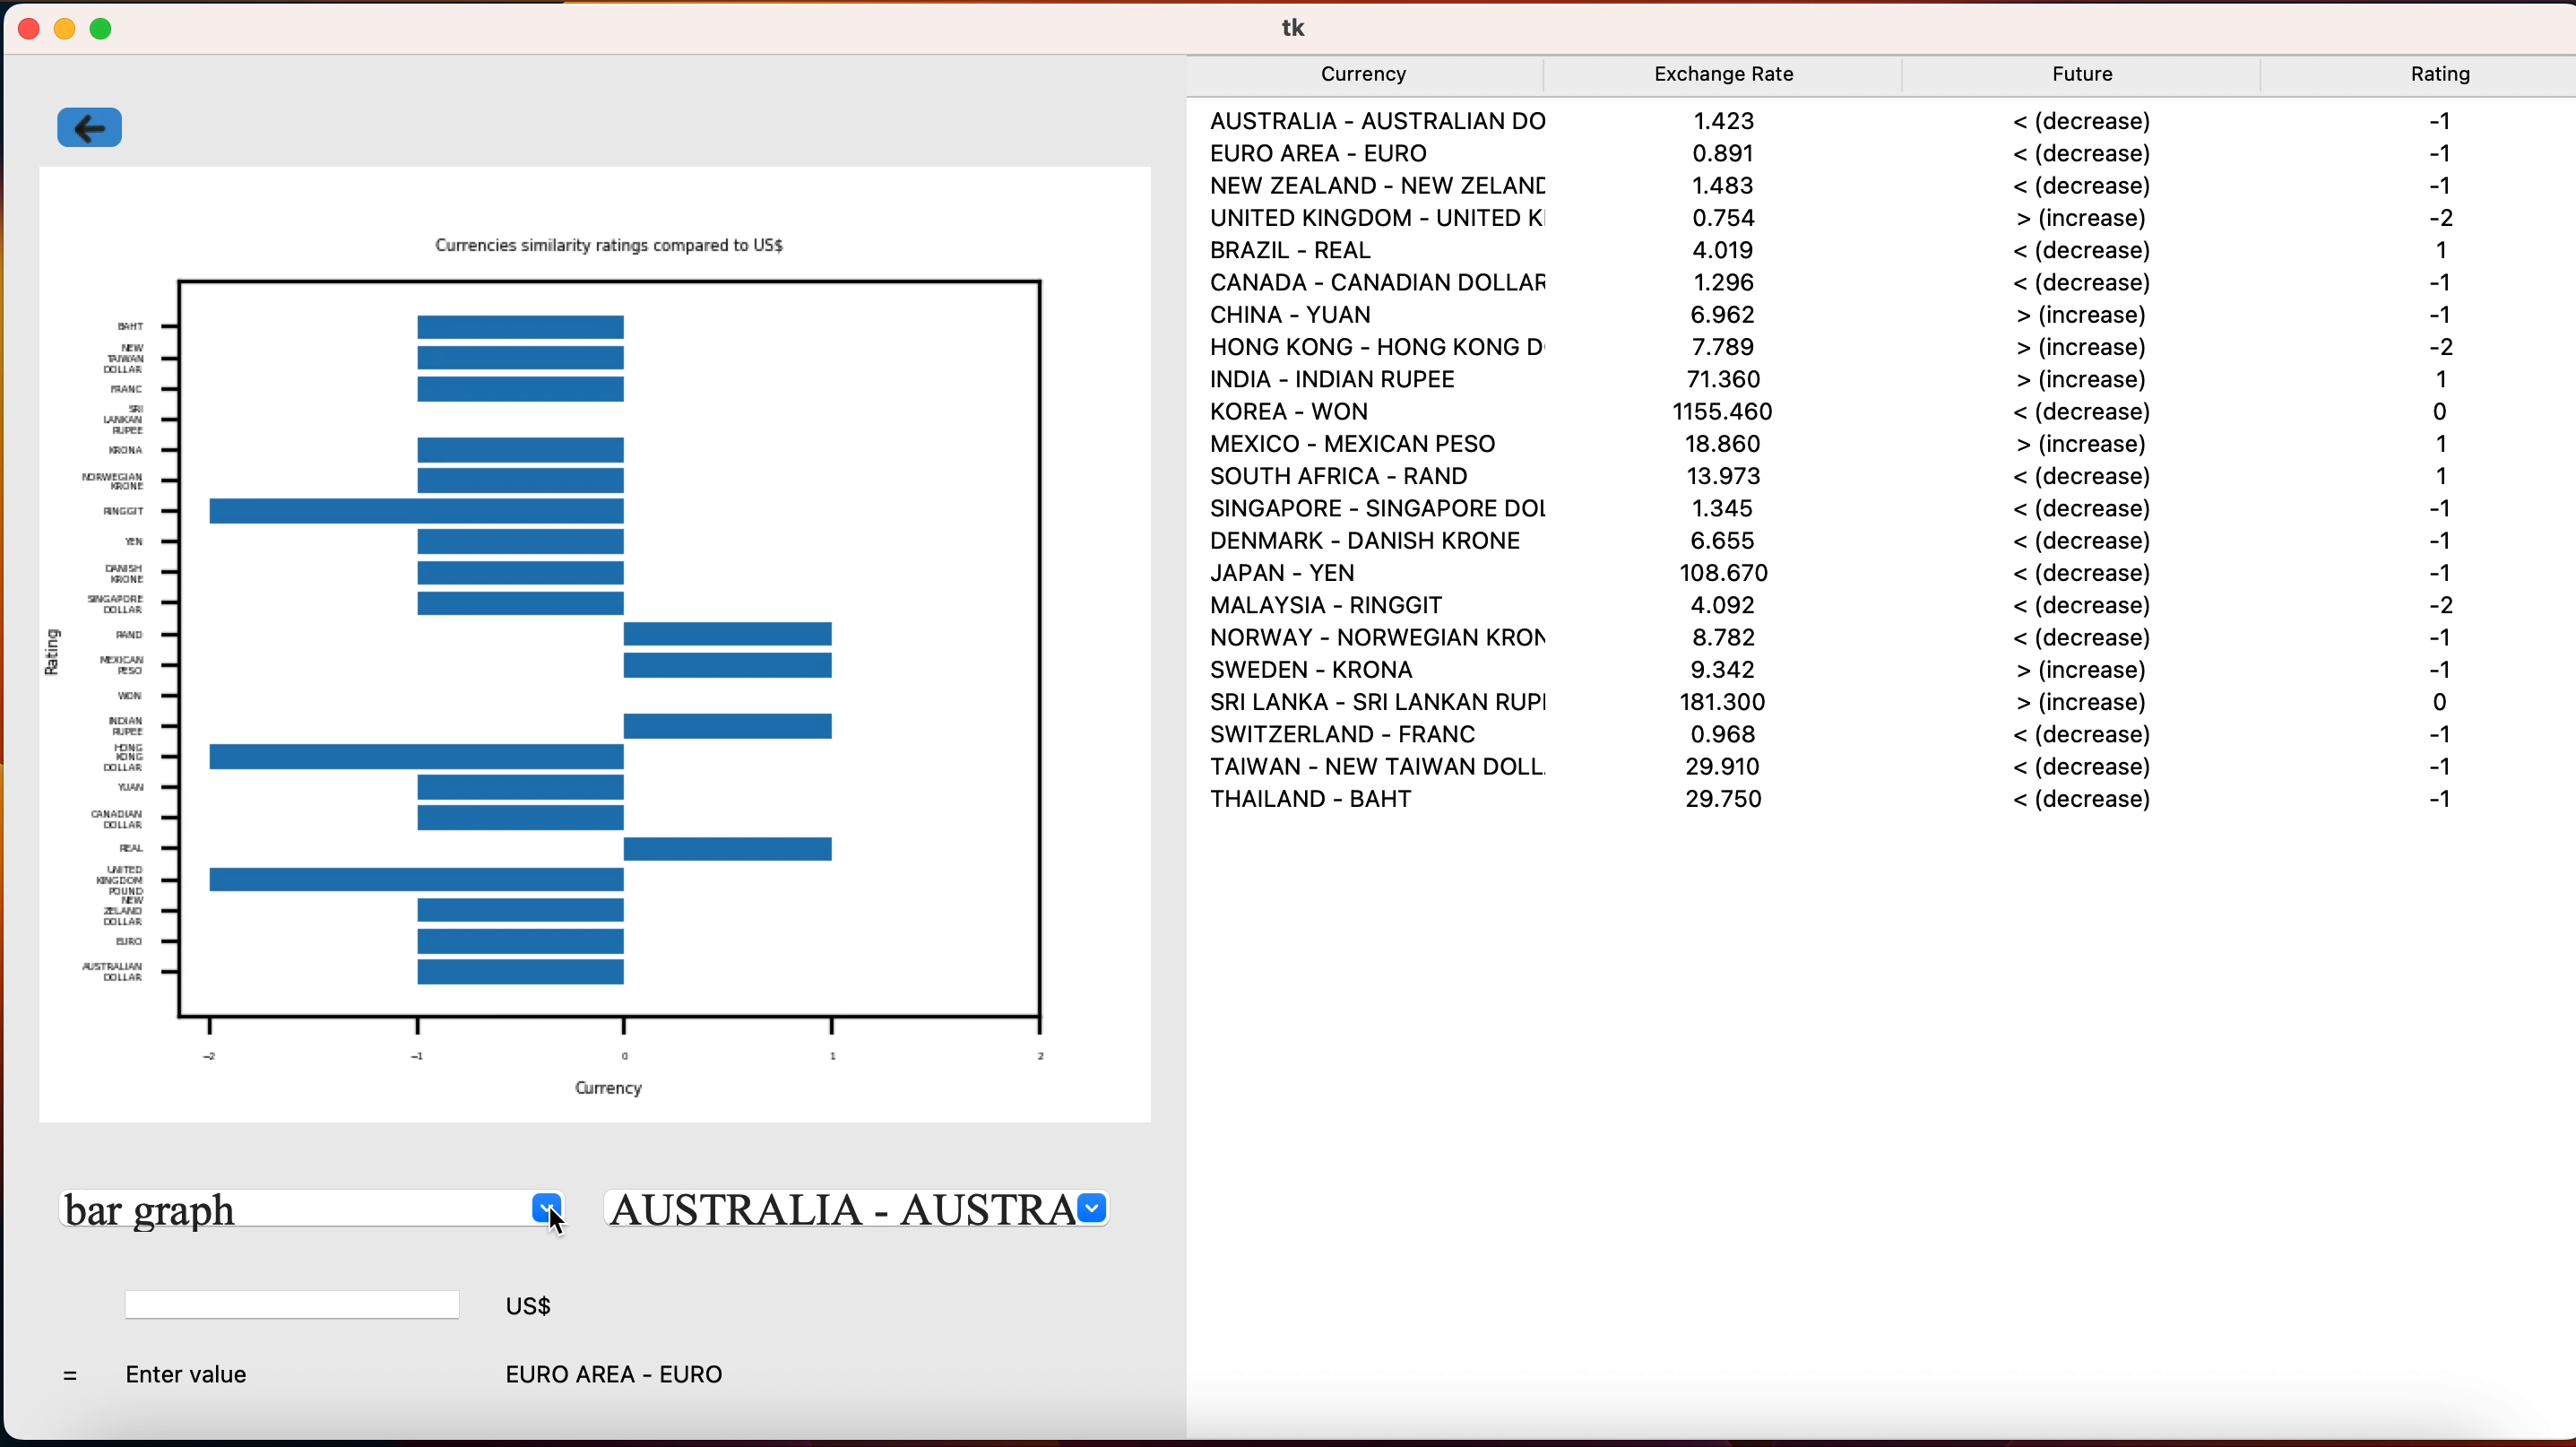 tk
Currencies similarity ratings compared to US$
BAHT
NEW
TAIWAN
DOLLAR
FRANC
SRI
LANKAN
RUPEE
KRONA
NORWEGIAN
KRONE
RINGGIT
YEN
DANISH
KRONE
SINGAPORE
DOLLAR
RAND
MEXICAN
PESO
WON
INDIAN
RUPEE
HONG
KONG
DOLLAR
YUAN
CANADIAN
DOLLAR
REAL
UNITED
KINGDOM
POUND
NEW
ZELAND
DOLLAR
EURO
AUSTRALIAN
DOLLAR
Rating
−2 −1 0 1 2
Currency
bar graph
AUSTRALIA - AUSTRA
US$
= Enter value EURO AREA - EURO
Currency Exchange Rate Future Rating
AUSTRALIA - AUSTRALIAN DO 1.423 < (decrease) -1
EURO AREA - EURO 0.891 < (decrease) -1
NEW ZEALAND - NEW ZELAND 1.483 < (decrease) -1
UNITED KINGDOM - UNITED KI 0.754 > (increase) -2
BRAZIL - REAL 4.019 < (decrease) 1
CANADA - CANADIAN DOLLAR 1.296 < (decrease) -1
CHINA - YUAN 6.962 > (increase) -1
HONG KONG - HONG KONG D 7.789 > (increase) -2
INDIA - INDIAN RUPEE 71.360 > (increase) 1
KOREA - WON 1155.460 < (decrease) 0
MEXICO - MEXICAN PESO 18.860 > (increase) 1
SOUTH AFRICA - RAND 13.973 < (decrease) 1
SINGAPORE - SINGAPORE DOL 1.345 < (decrease) -1
DENMARK - DANISH KRONE 6.655 < (decrease) -1
JAPAN - YEN 108.670 < (decrease) -1
MALAYSIA - RINGGIT 4.092 < (decrease) -2
NORWAY - NORWEGIAN KRON 8.782 < (decrease) -1
SWEDEN - KRONA 9.342 > (increase) -1
SRI LANKA - SRI LANKAN RUP 181.300 > (increase) 0
SWITZERLAND - FRANC 0.968 < (decrease) -1
TAIWAN - NEW TAIWAN DOLL 29.910 < (decrease) -1
THAILAND - BAHT 29.750 < (decrease) -1